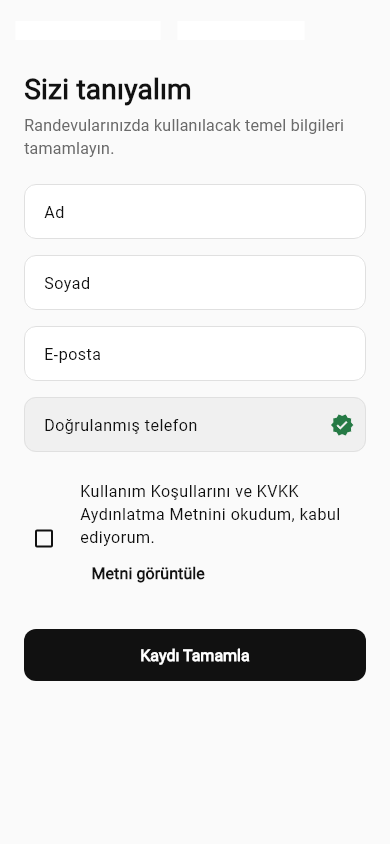 Sizi tanıyalım
Randevularınızda kullanılacak temel bilgileri
tamamlayın.
Ad
Soyad
E-posta
Doğrulanmış telefon
Kullanım Koşullarını ve KVKK
Aydınlatma Metnini okudum, kabul
ediyorum.
Metni görüntüle
Kaydı Tamamla